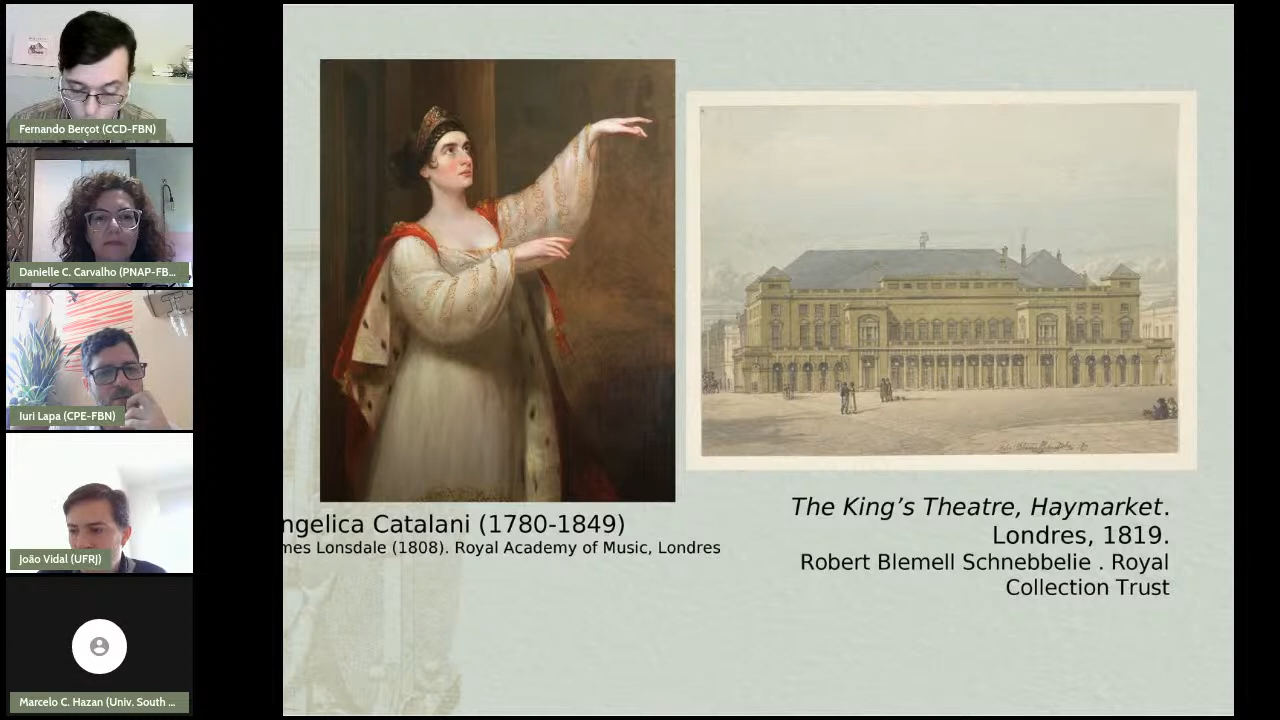 Fernando Berçot (CCD-FBN)
Danielle C. Carvalho (PNAP-FB...
Iuri Lapa (CPE-FBN)
João Vidal (UFRJ)
Marcelo C. Hazan (Univ. South ...
ngelica Catalani (1780-1849)
mes Lonsdale (1808). Royal Academy of Music, Londres
The King’s Theatre, Haymarket.
Londres, 1819.
Robert Blemell Schnebbelie . Royal
Collection Trust